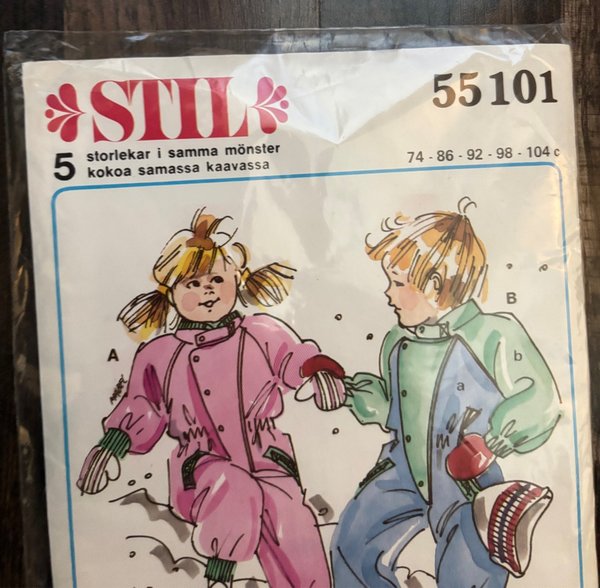 STIL
55101
5 storlekar i samma mönster
kokoa samassa kaavassa
74 - 86 - 92 - 98 - 104 c
A
B
b
a